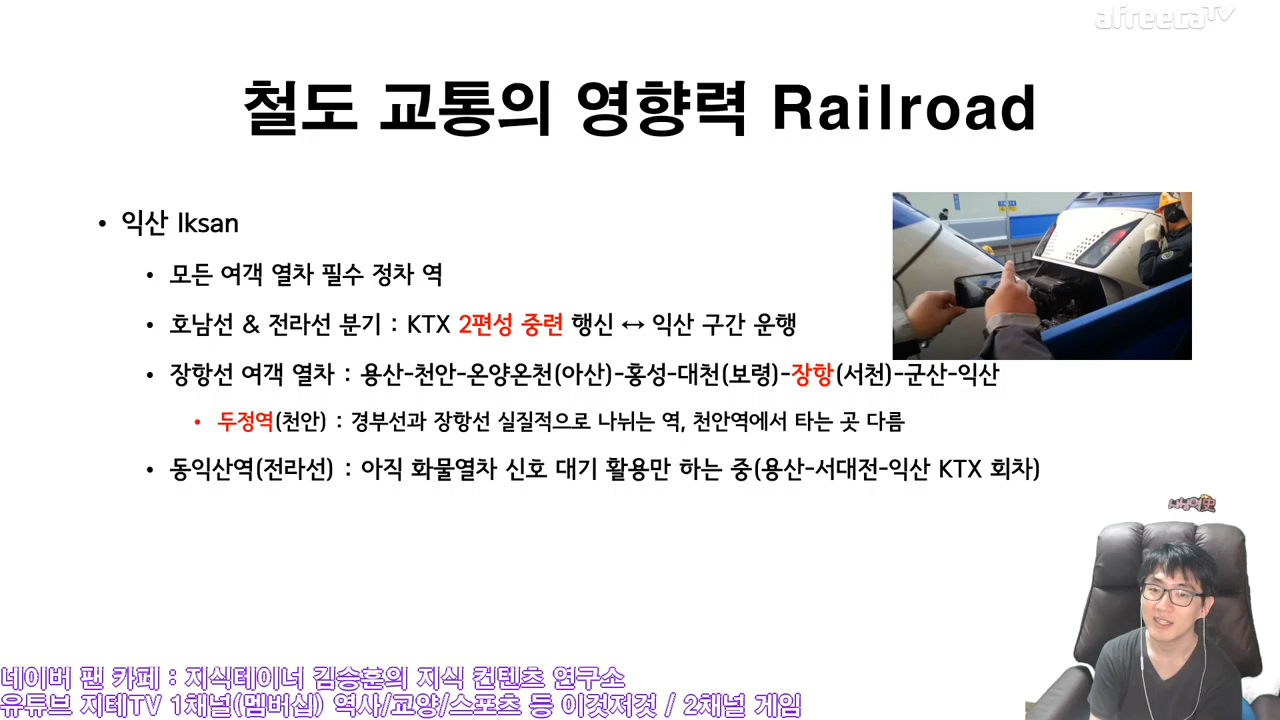 afreecaTV
철도 교통의 영향력 Railroad
• 익산 Iksan
• 모든 여객 열차 필수 정차 역
• 호남선 & 전라선 분기 : KTX 2편성 중련 행신 ↔ 익산 구간 운행
• 장항선 여객 열차 : 용산-천안-온양온천(아산)-홍성-대천(보령)-장항(서천)-군산-익산
• 두정역(천안) : 경부선과 장항선 실질적으로 나뉘는 역, 천안역에서 타는 곳 다름
• 동익산역(전라선) : 아직 화물열차 신호 대기 활용만 하는 중(용산-서대전-익산 KTX 회차)
네이버 팬 카페 : 지식테이너 김승훈의 지식 컨텐츠 연구소
유튜브 지테TV 1채널(멤버십) 역사/교양/스포츠 등 이것저것 / 2채널 게임